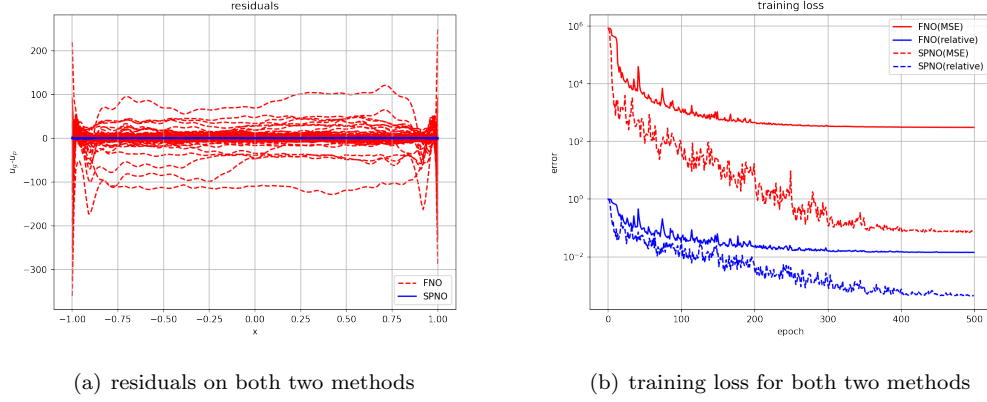 residuals
200
100
0
−100
−200
−300
u_g-u_p
−1.00 −0.75 −0.50 −0.25 0.00 0.25 0.50 0.75 1.00
x
FNO
SPNO
(a) residuals on both two methods
training loss
10^6
10^4
10^2
10^0
10^−2
error
0 100 200 300 400 500
epoch
FNO(MSE)
FNO(relative)
SPNO(MSE)
SPNO(relative)
(b) training loss for both two methods